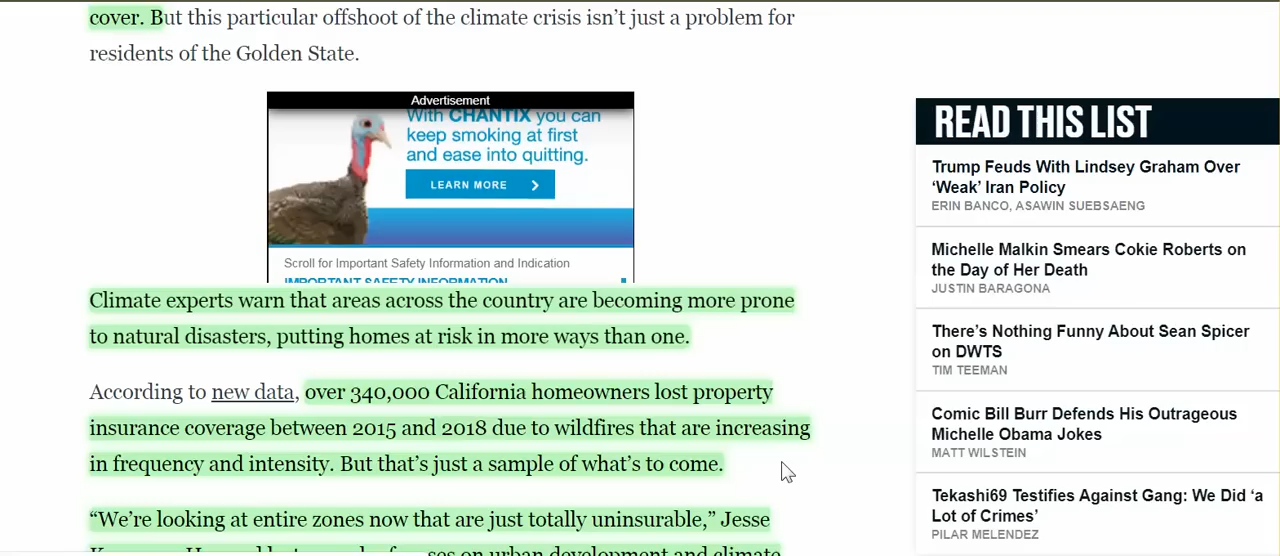 cover. But this particular offshoot of the climate crisis isn’t just a problem for
residents of the Golden State.
Advertisement
With CHANTIX you can
keep smoking at first
and ease into quitting.
LEARN MORE
Scroll for Important Safety Information and Indication
IMPORTANT SAFETY INFORMATION
Climate experts warn that areas across the country are becoming more prone
to natural disasters, putting homes at risk in more ways than one.
According to new data, over 340,000 California homeowners lost property
insurance coverage between 2015 and 2018 due to wildfires that are increasing
in frequency and intensity. But that’s just a sample of what’s to come.
“We’re looking at entire zones now that are just totally uninsurable,” Jesse
on urban development and climate
READ THIS LIST
Trump Feuds With Lindsey Graham Over
‘Weak’ Iran Policy
ERIN BANCO, ASAWIN SUEBSAENG
Michelle Malkin Smears Cokie Roberts on
the Day of Her Death
JUSTIN BARAGONA
There’s Nothing Funny About Sean Spicer
on DWTS
TIM TEEMAN
Comic Bill Burr Defends His Outrageous
Michelle Obama Jokes
MATT WILSTEIN
Tekashi69 Testifies Against Gang: We Did ‘a
Lot of Crimes’
PILAR MELENDEZ